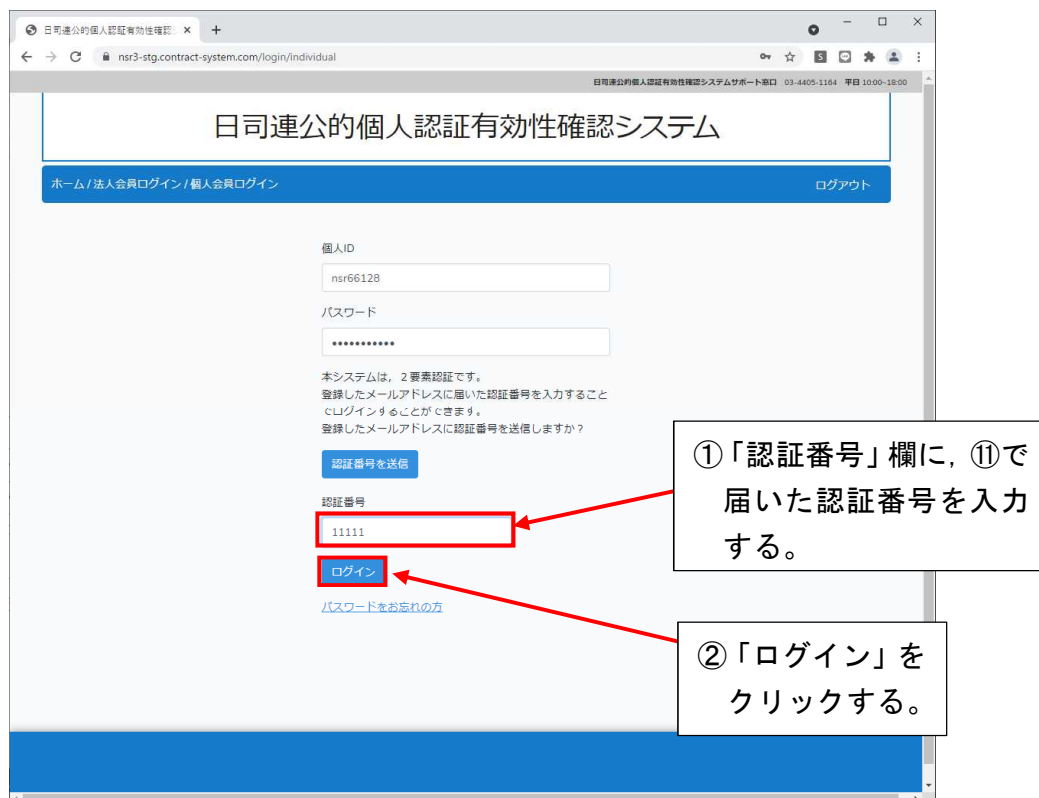 日司連公的個人認証有効性確認
nsr3-stg.contract-system.com/login/individual
日司連公的個人認証有効性確認システムサポート窓口 03-4405-1164 平日 10:00~18:00
日司連公的個人認証有効性確認システム
ホーム / 法人会員ログイン / 個人会員ログイン
ログアウト
個人ID
nsr66128
パスワード
•••••••••••
本システムは，２要素認証です。
登録したメールアドレスに届いた認証番号を入力すること
でログインすることができます。
登録したメールアドレスに認証番号を送信しますか？
認証番号を送信
認証番号
11111
ログイン
パスワードをお忘れの方
①「認証番号」欄に，⑪で
届いた認証番号を入力
する。
②「ログイン」を
クリックする。